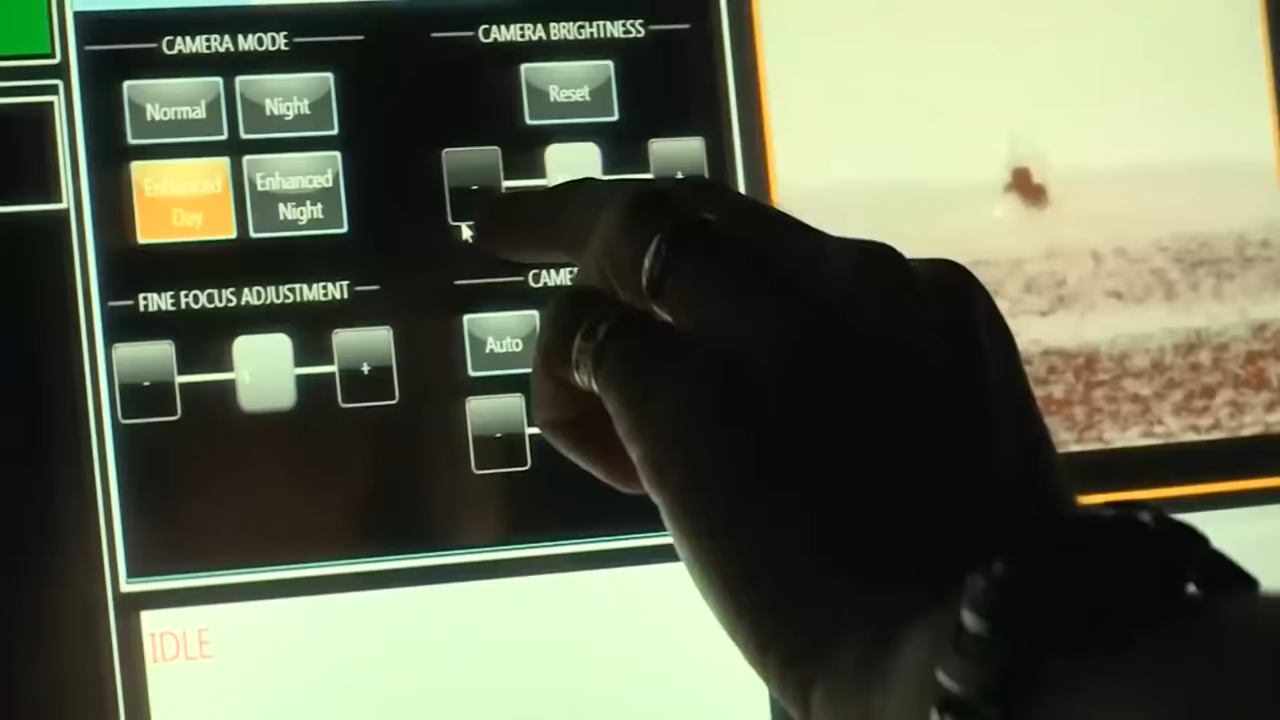 CAMERA MODE
CAMERA BRIGHTNESS
Normal
Night
Reset
Enhanced
Day
Enhanced
Night
-
+
FINE FOCUS ADJUSTMENT
-
+
Auto
-
IDLE